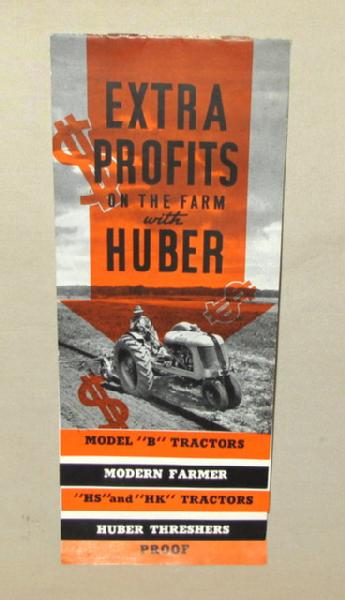 EXTRA
PROFITS
ON THE FARM
with
HUBER
MODEL "B" TRACTORS
MODERN FARMER
"HS" and "HK" TRACTORS
HUBER THRESHERS
PROOF